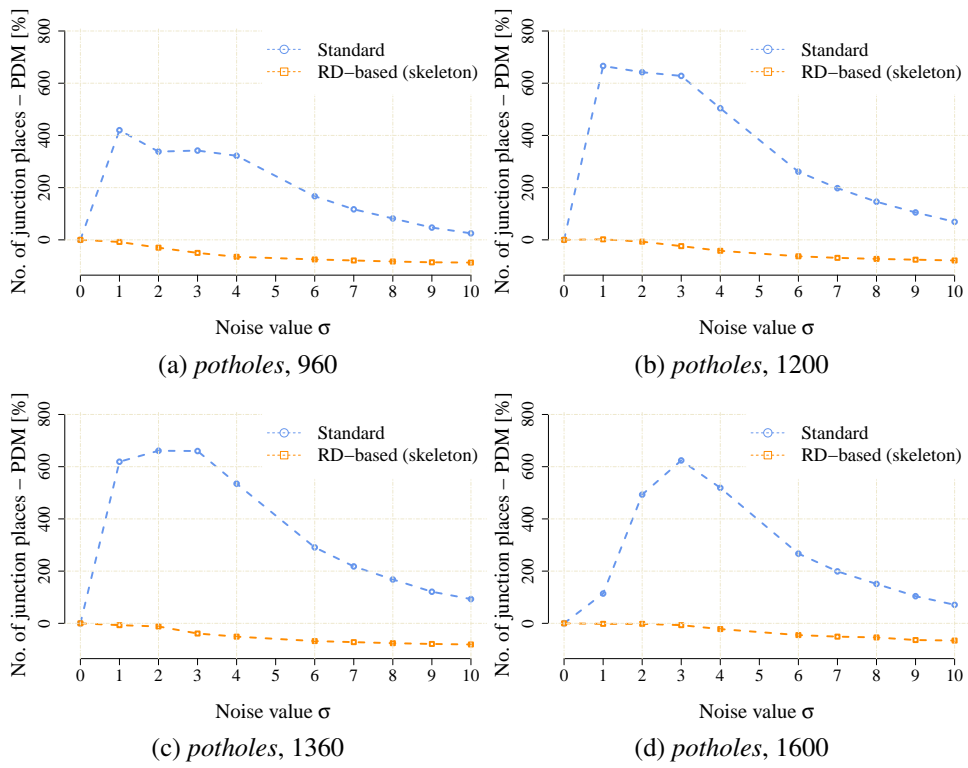 No. of junction places − PDM [%]
800
600
400
200
0
Standard
RD−based (skeleton)
0 1 2 3 4 6 7 8 9 10
Noise value σ
(a) potholes, 960
No. of junction places − PDM [%]
800
600
400
200
0
Standard
RD−based (skeleton)
0 1 2 3 4 6 7 8 9 10
Noise value σ
(b) potholes, 1200
No. of junction places − PDM [%]
800
600
400
200
0
Standard
RD−based (skeleton)
0 1 2 3 4 5 6 7 8 9 10
Noise value σ
(c) potholes, 1360
No. of junction places − PDM [%]
800
600
400
200
0
Standard
RD−based (skeleton)
0 1 2 3 4 5 6 7 8 9 10
Noise value σ
(d) potholes, 1600